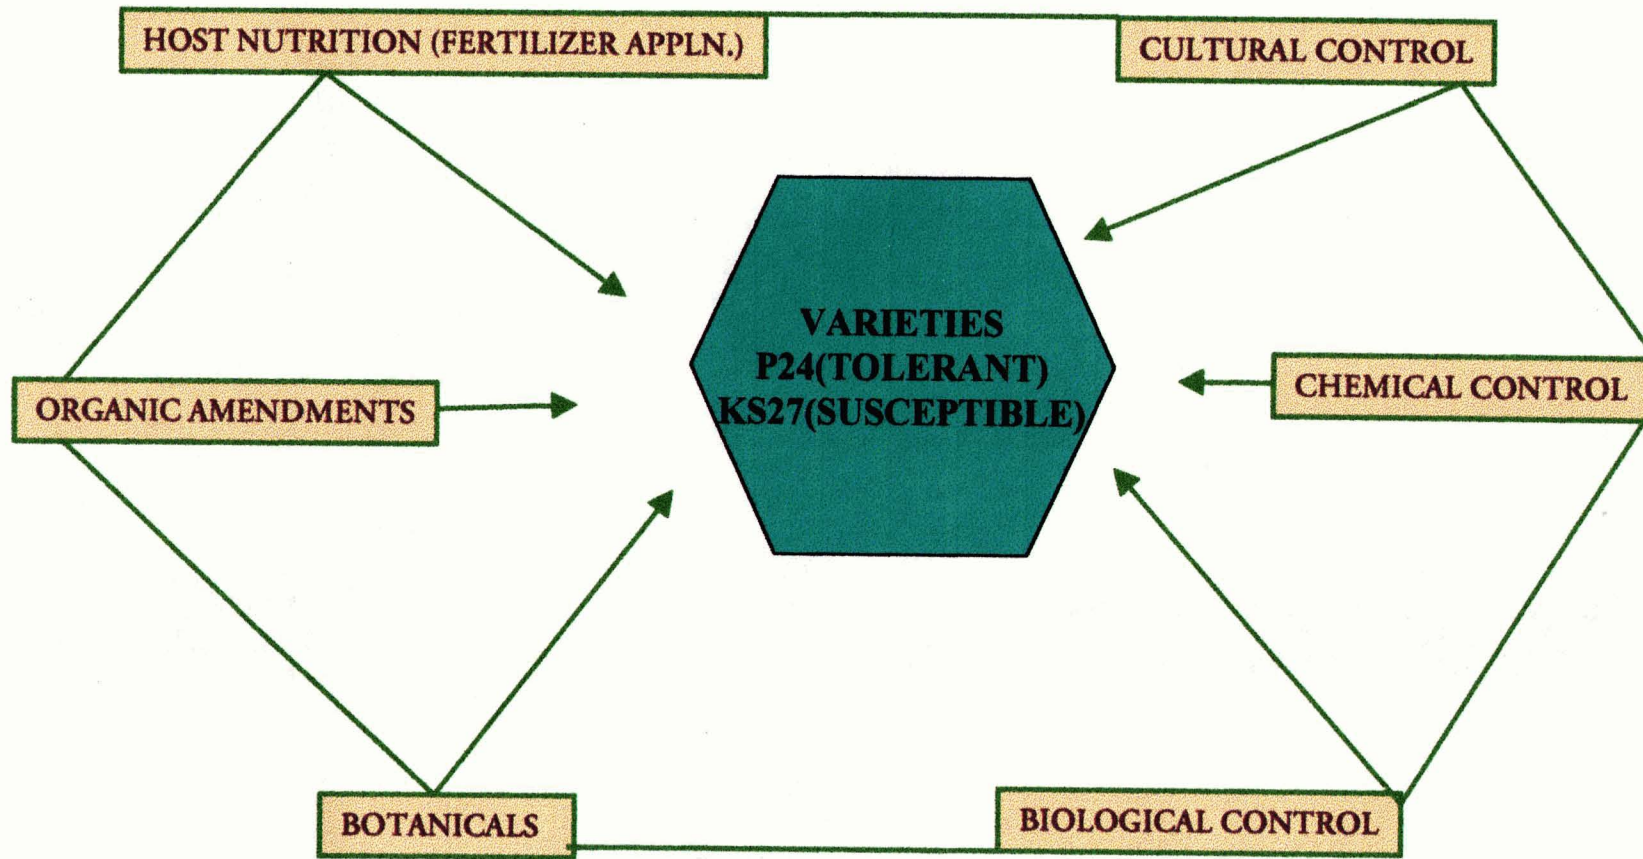 HOST NUTRITION (FERTILIZER APPLN.)
CULTURAL CONTROL
VARIETIES
P24(TOLERANT)
KS27(SUSCEPTIBLE)
ORGANIC AMENDMENTS
CHEMICAL CONTROL
BOTANICALS
BIOLOGICAL CONTROL